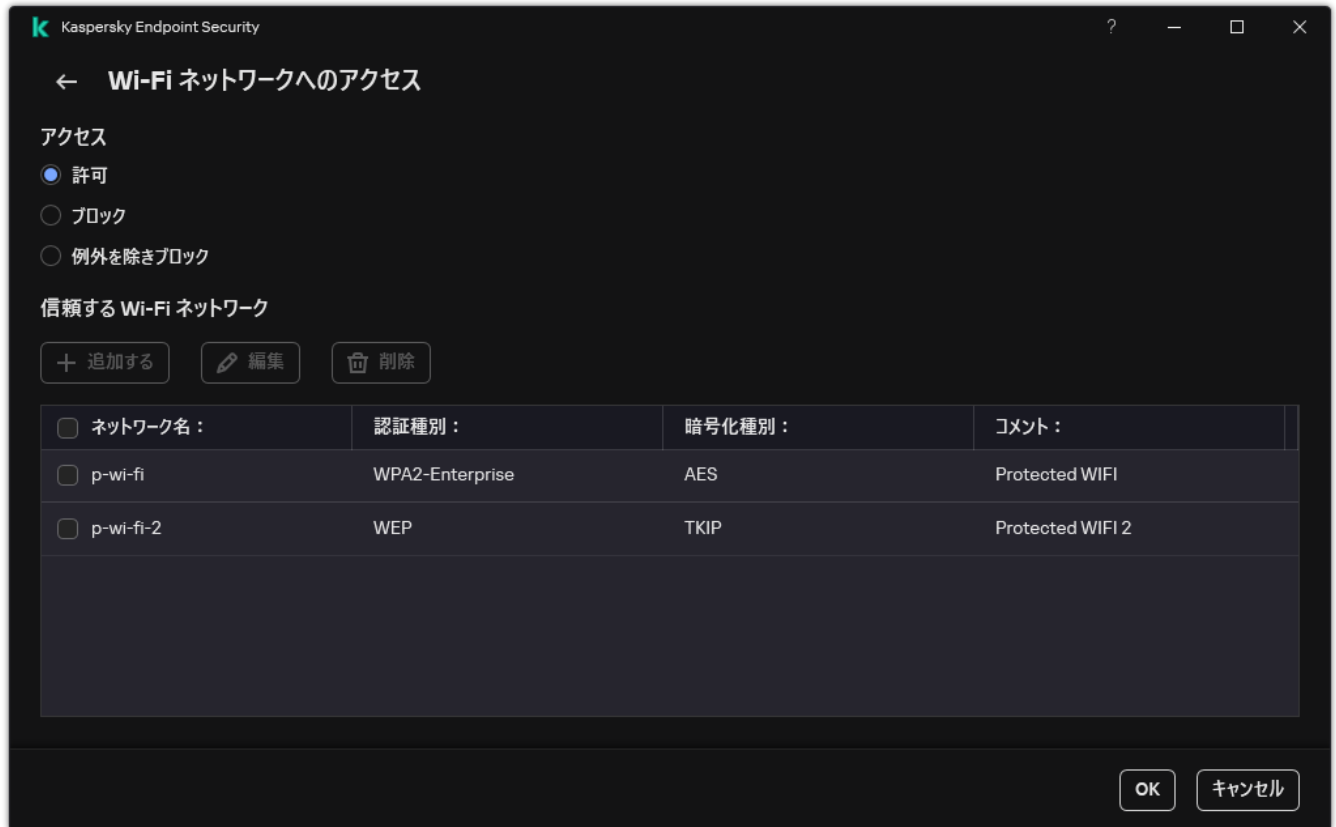 Kaspersky Endpoint Security ?
Wi-Fi ネットワークへのアクセス
アクセス
許可
ブロック
例外を除きブロック
信頼する Wi-Fi ネットワーク
追加する 編集 削除
ネットワーク名： 認証種別： 暗号化種別： コメント：
p-wi-fi WPA2-Enterprise AES Protected WIFI
p-wi-fi-2 WEP TKIP Protected WIFI 2
OK キャンセル